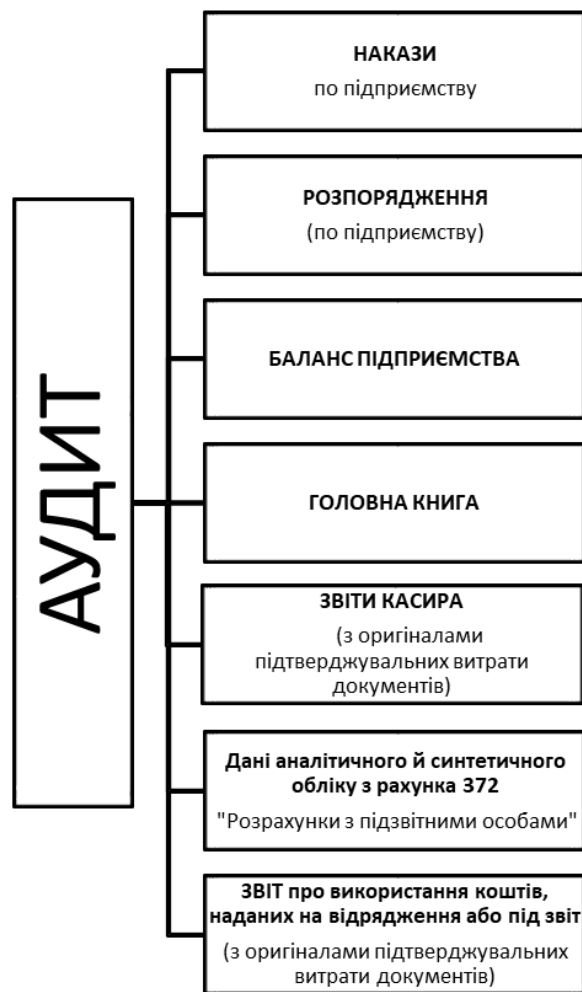 АУДИТ
НАКАЗИ
по підприємству
РОЗПОРЯДЖЕННЯ
(по підприємству)
БАЛАНС ПІДПРИЄМСТВА
ГОЛОВНА КНИГА
ЗВІТИ КАСИРА
(з оригіналами
підтверджувальних витрати
документів)
Дані аналітичного й синтетичного
обліку з рахунка 372
"Розрахунки з підзвітними особами"
ЗВІТ про використання коштів,
наданих на відрядження або під звіт
(з оригіналами підтверджувальних
витрати документів)